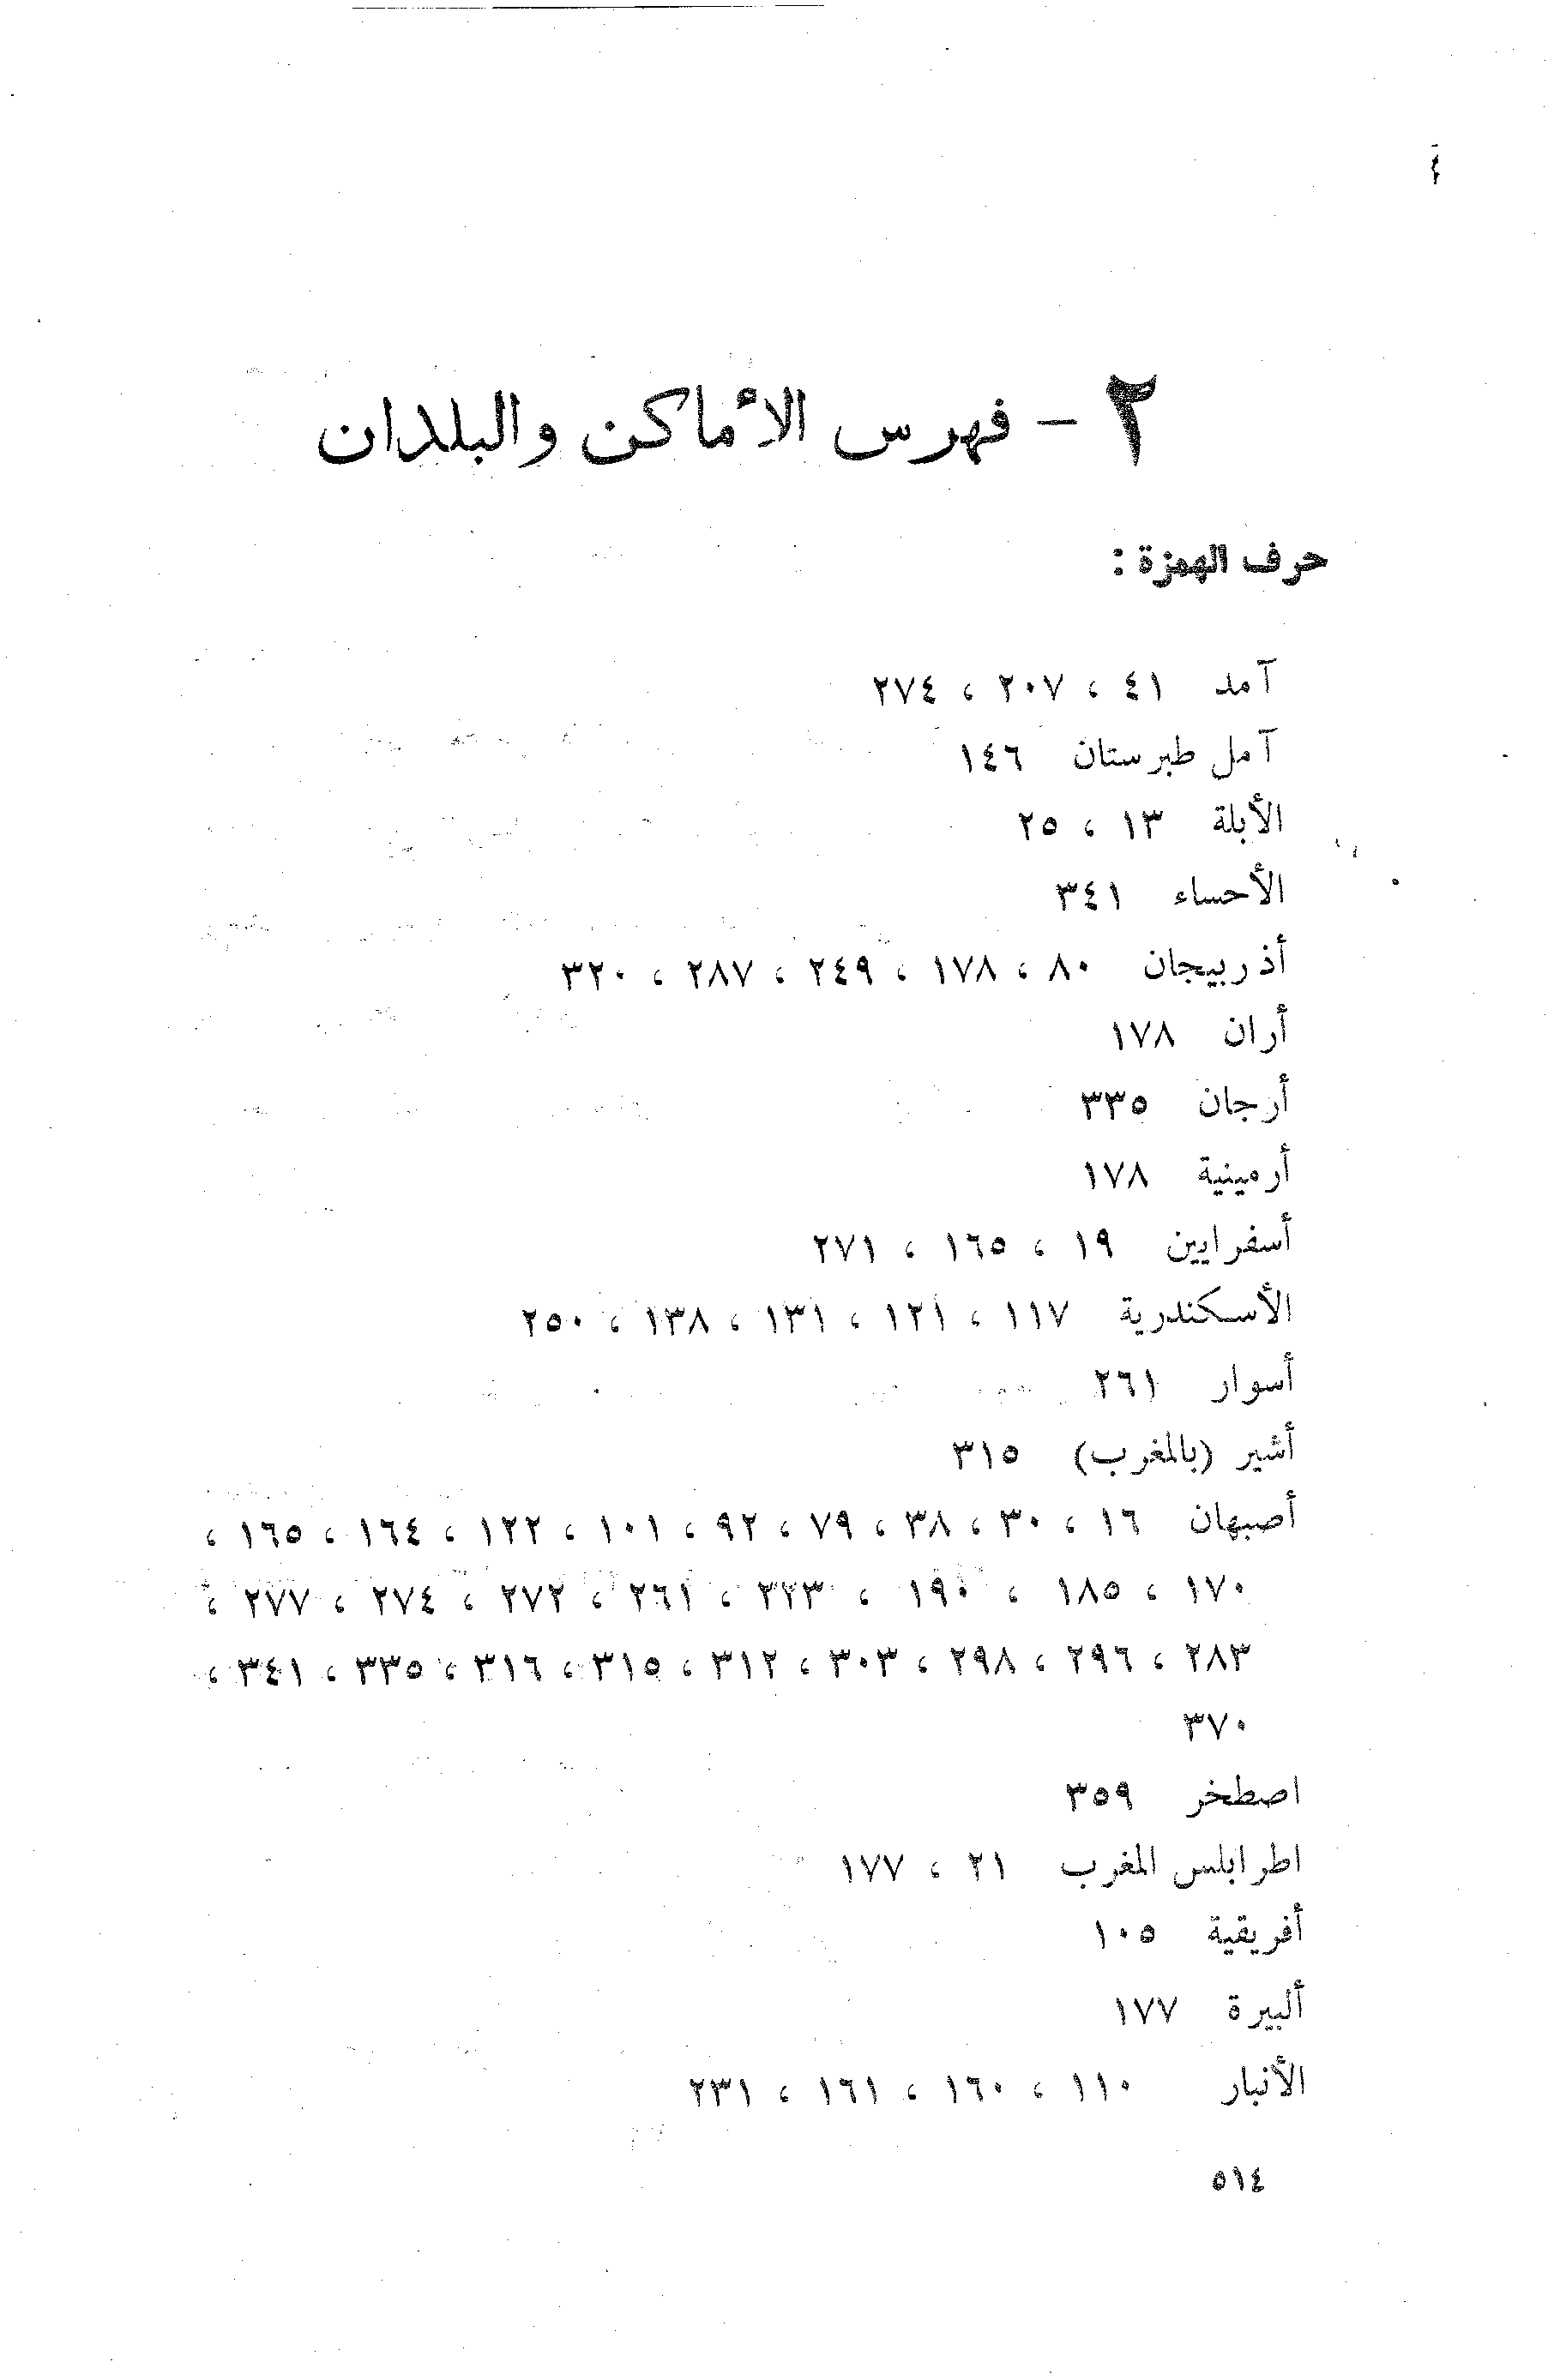 ٢ - فهرس الأماكن والبلدان
حرف الهمزة :
آمد ٤١ ، ٢٠٧ ، ٢٧٤
آمل طبرستان ١٤٦
الأبلة ١٣ ، ٢٥
الأحساء ٣٤١
أذربيجان ٨٠ ، ١٧٨ ، ٢٤٩ ، ٢٨٧ ، ٣٢٠
أران ١٧٨
أرجان ٣٣٥
أرمينية ١٧٨
أسفرايين ١٩ ، ١٦٥ ، ٢٧١
الأسكندرية ١١٧ ، ١٢١ ، ١٣١ ، ١٣٨ ، ٢٥٠
أسوار ٢٦١
أشير (بالمغرب) ٣١٥
أصبهان ١٦ ، ٣٠ ، ٣٨ ، ٧٩ ، ٩٢ ، ١٠١ ، ١٢٢ ، ١٦٤ ، ١٦٥ ،
١٧٠ ، ١٨٥ ، ١٩٠ ، ٢٢٣ ، ٢٦١ ، ٢٧٢ ، ٢٧٤ ، ٢٧٧ ،
٢٨٣ ، ٢٩٦ ، ٢٩٨ ، ٣٠٣ ، ٣١٢ ، ٣١٥ ، ٣١٦ ، ٣٣٥ ، ٣٤١ ،
٣٧٠
اصطخر ٣٥٩
اطرابلس المغرب ٢١ ، ١٧٧
أفريقية ١٠٥
ألبيرة ١٧٧
الأنبار ١١٠ ، ١٦٠ ، ١٦١ ، ٢٣١
٥١٤